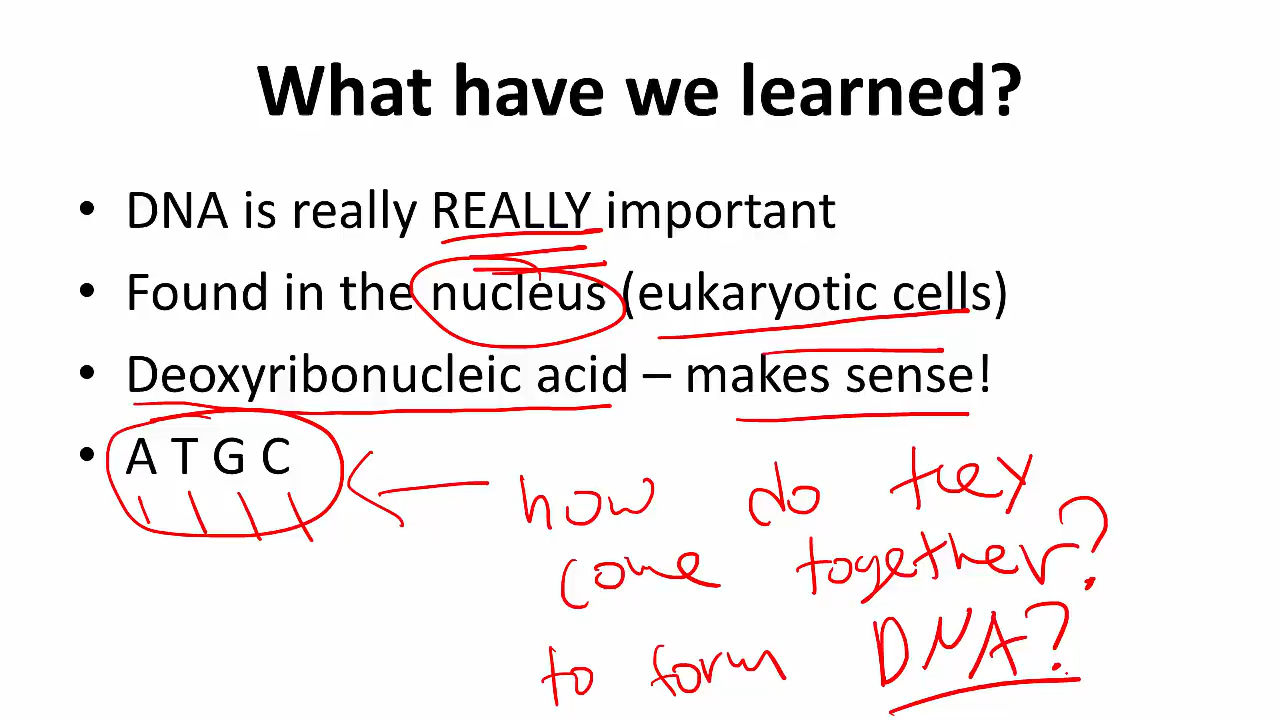 What have we learned?
• DNA is really REALLY important
• Found in the nucleus (eukaryotic cells)
• Deoxyribonucleic acid – makes sense!
• A T G C
how do they
come together?
to form DNA?